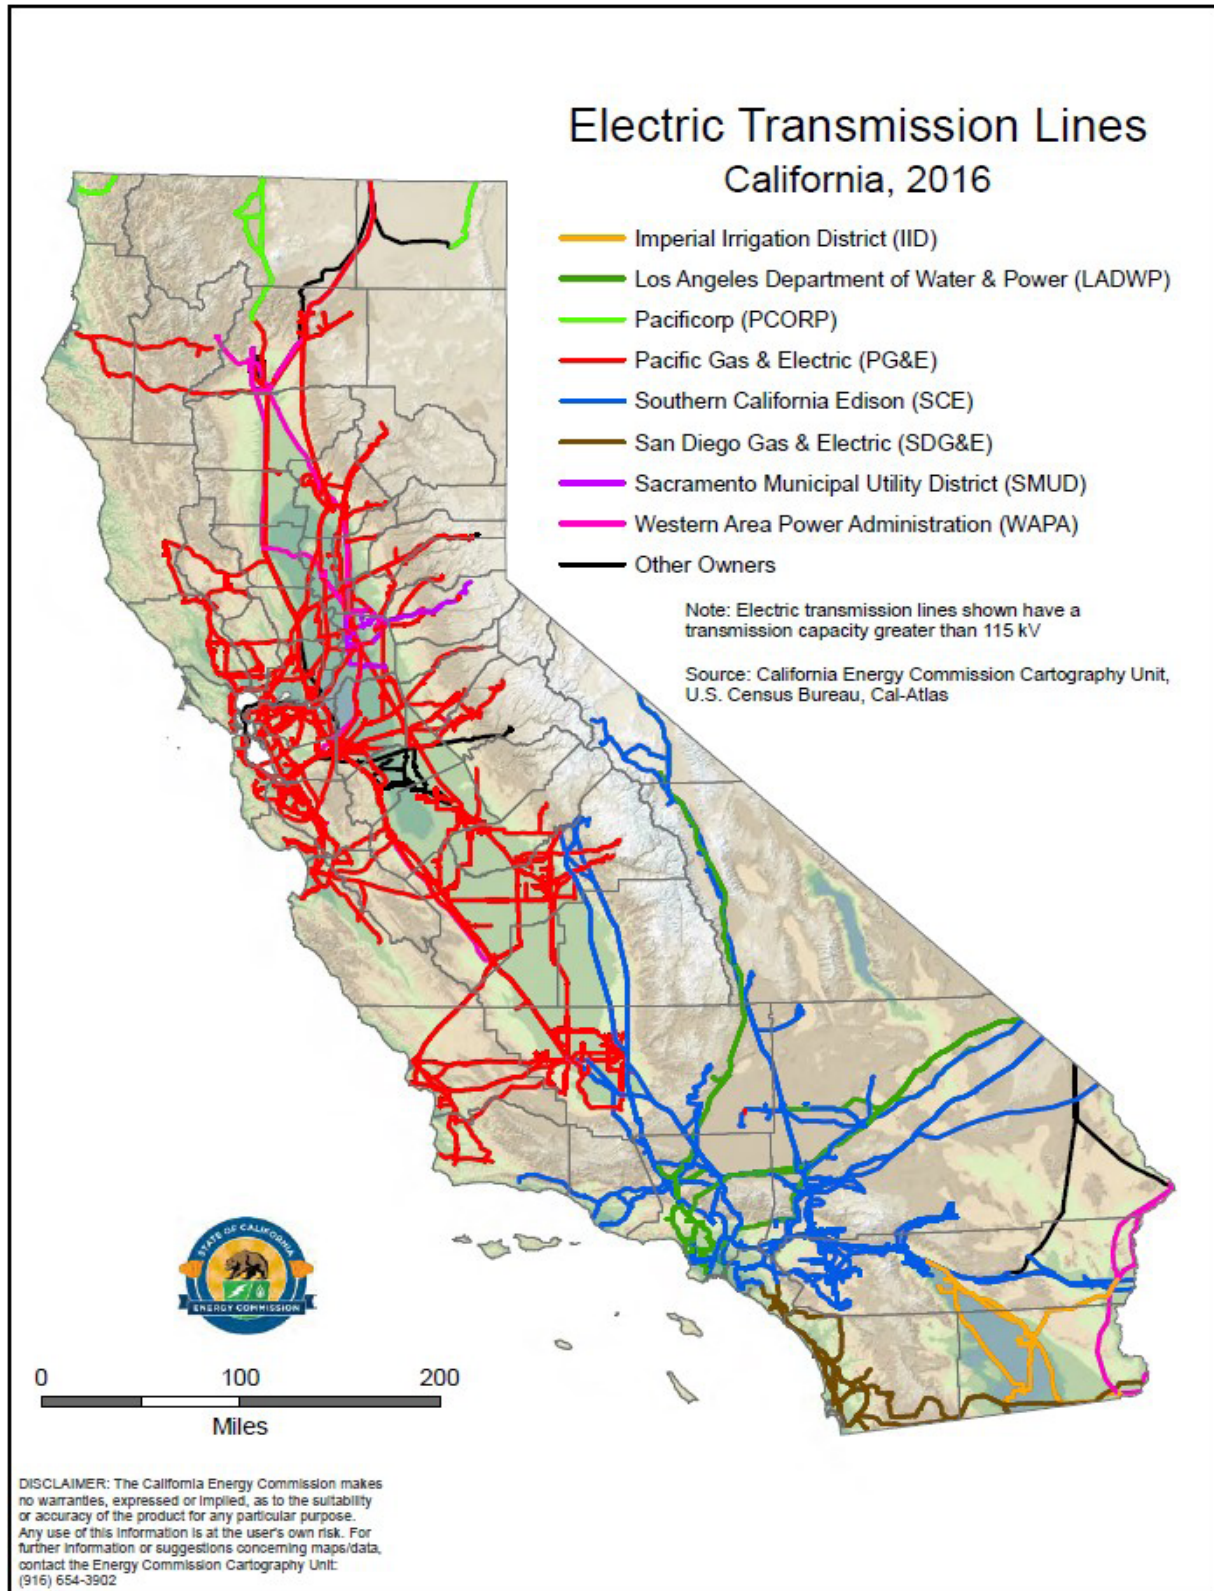 Electric Transmission Lines
California, 2016
Imperial Irrigation District (IID)
Los Angeles Department of Water & Power (LADWP)
Pacificorp (PCORP)
Pacific Gas & Electric (PG&E)
Southern California Edison (SCE)
San Diego Gas & Electric (SDG&E)
Sacramento Municipal Utility District (SMUD)
Western Area Power Administration (WAPA)
Other Owners
Note: Electric transmission lines shown have a
transmission capacity greater than 115 kV
Source: California Energy Commission Cartography Unit,
U.S. Census Bureau, Cal-Atlas
STATE OF CALIFORNIA
ENERGY COMMISSION
0 100 200
Miles
DISCLAIMER: The California Energy Commission makes
no warranties, expressed or implied, as to the suitability
or accuracy of the product for any particular purpose.
Any use of this information is at the user's own risk. For
further information or suggestions concerning maps/data,
contact the Energy Commission Cartography Unit:
(916) 654-3902